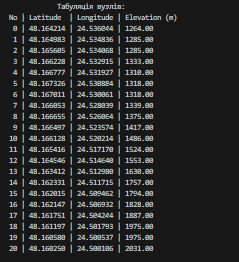 Табуляція вузлів:
No | Latitude | Longitude | Elevation (m)
0 | 48.164214 | 24.536044 | 1264.00
1 | 48.164983 | 24.534836 | 1285.00
2 | 48.165605 | 24.534068 | 1285.00
3 | 48.166228 | 24.532915 | 1333.00
4 | 48.166777 | 24.531927 | 1310.00
5 | 48.167326 | 24.530884 | 1318.00
6 | 48.167011 | 24.530061 | 1318.00
7 | 48.166053 | 24.528039 | 1339.00
8 | 48.166655 | 24.526064 | 1375.00
9 | 48.166497 | 24.523574 | 1417.00
10 | 48.166128 | 24.520214 | 1486.00
11 | 48.165416 | 24.517170 | 1524.00
12 | 48.164546 | 24.514640 | 1553.00
13 | 48.163412 | 24.512980 | 1630.00
14 | 48.162331 | 24.511715 | 1757.00
15 | 48.162015 | 24.509462 | 1794.00
16 | 48.162147 | 24.506932 | 1828.00
17 | 48.161751 | 24.504244 | 1887.00
18 | 48.161197 | 24.501793 | 1975.00
19 | 48.160580 | 24.500537 | 1975.00
20 | 48.160250 | 24.500106 | 2031.00